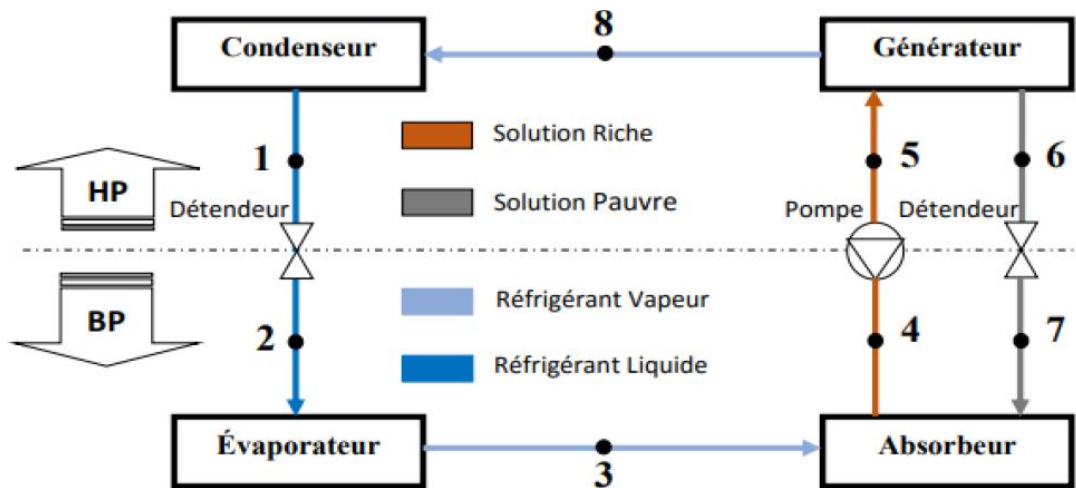 8
Condenseur
Générateur
Solution Riche
1
5
6
HP
Solution Pauvre
Détendeur
Pompe
Détendeur
BP
Réfrigérant Vapeur
2
4
7
Réfrigérant Liquide
Évaporateur
Absorbeur
3